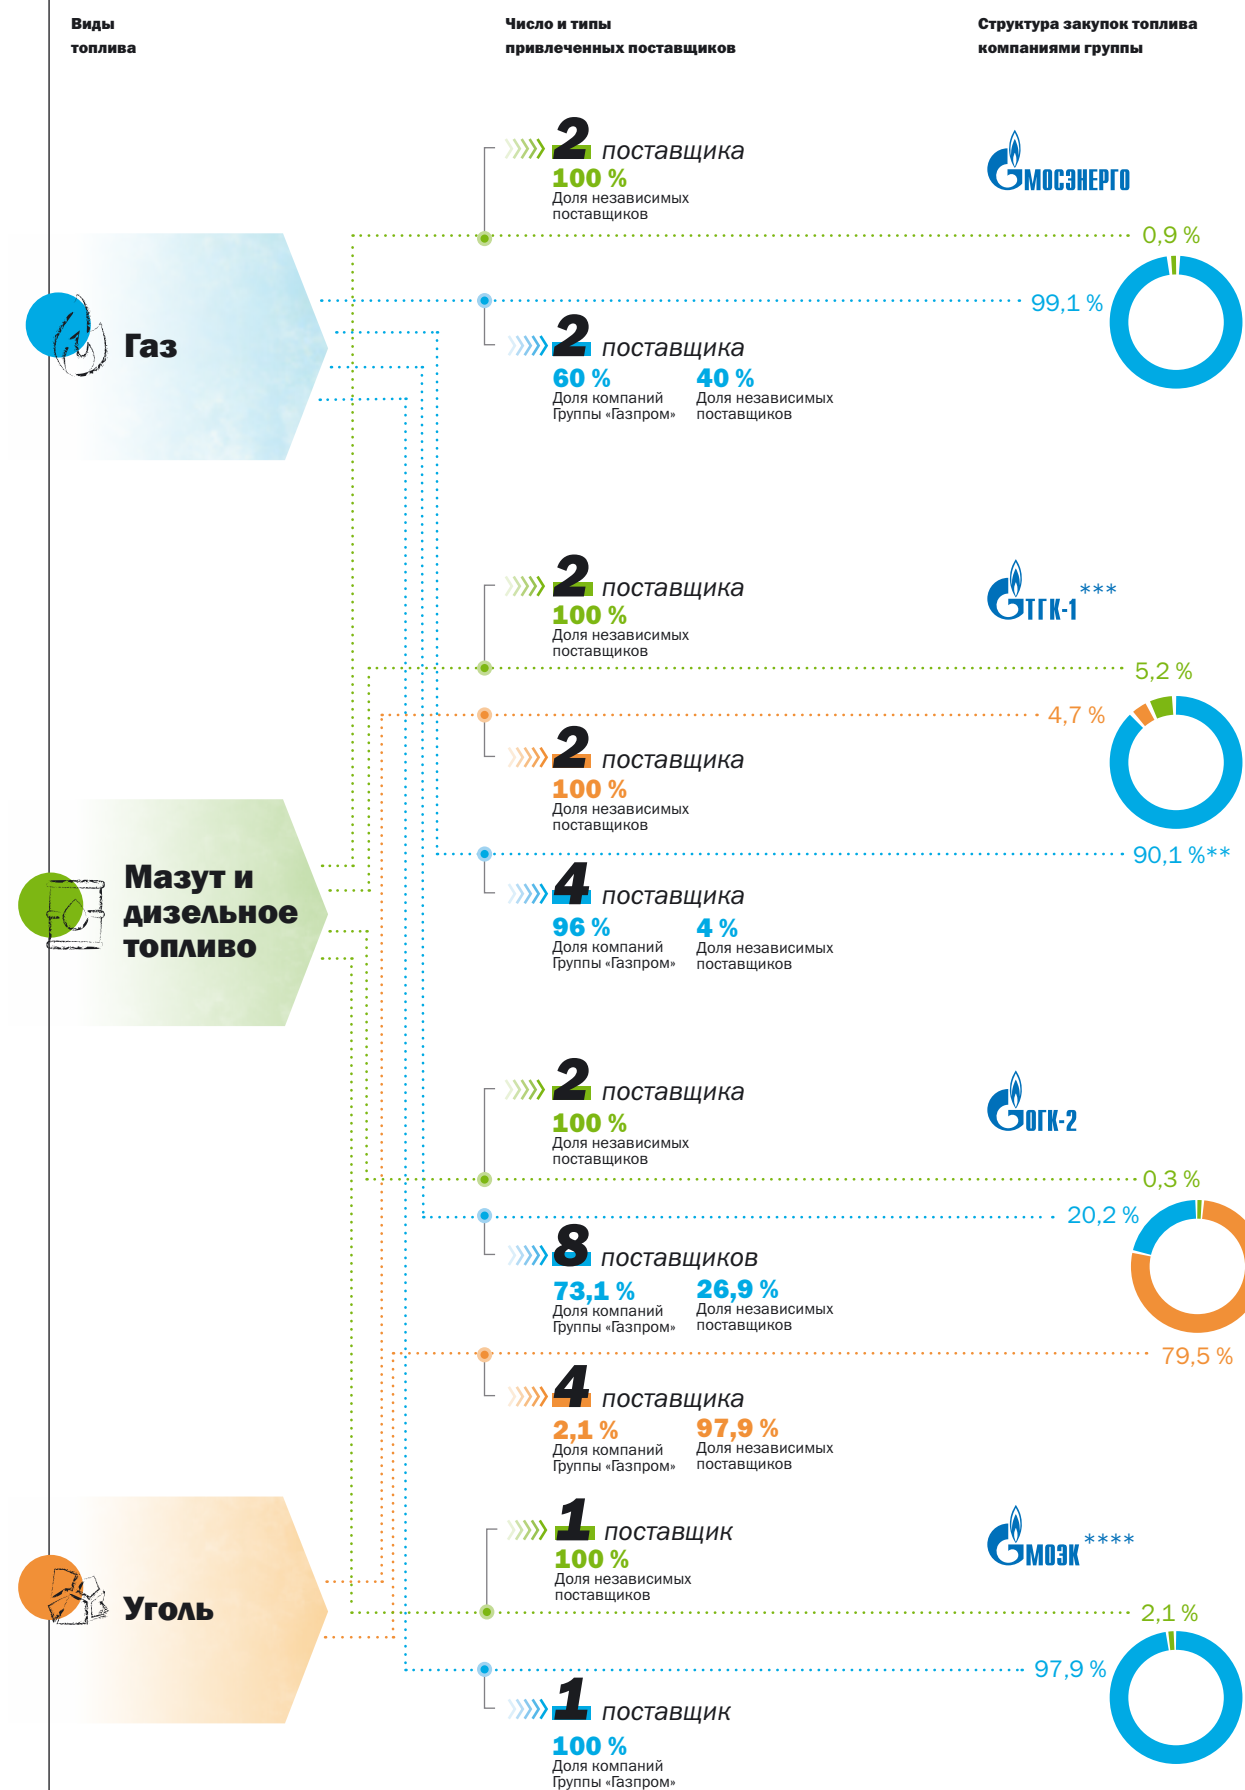 Виды
топлива
Число и типы
привлеченных поставщиков
Структура закупок топлива
компаниями группы
2 поставщика
100 %
Доля независимых
поставщиков
МОСЭНЕРГО
0,9 %
99,1 %
Газ
2 поставщика
60 %
Доля компаний
Группы «Газпром»
40 %
Доля независимых
поставщиков
2 поставщика
100 %
Доля независимых
поставщиков
ТГК-1***
5,2 %
4,7 %
2 поставщика
100 %
Доля независимых
поставщиков
90,1 %**
Мазут и
дизельное
топливо
4 поставщика
96 %
Доля компаний
Группы «Газпром»
4 %
Доля независимых
поставщиков
2 поставщика
100 %
Доля независимых
поставщиков
ОГК-2
0,3 %
20,2 %
8 поставщиков
73,1 %
Доля компаний
Группы «Газпром»
26,9 %
Доля независимых
поставщиков
79,5 %
4 поставщика
2,1 %
Доля компаний
Группы «Газпром»
97,9 %
Доля независимых
поставщиков
Уголь
1 поставщик
100 %
Доля независимых
поставщиков
МОЭК****
2,1 %
97,9 %
1 поставщик
100 %
Доля компаний
Группы «Газпром»